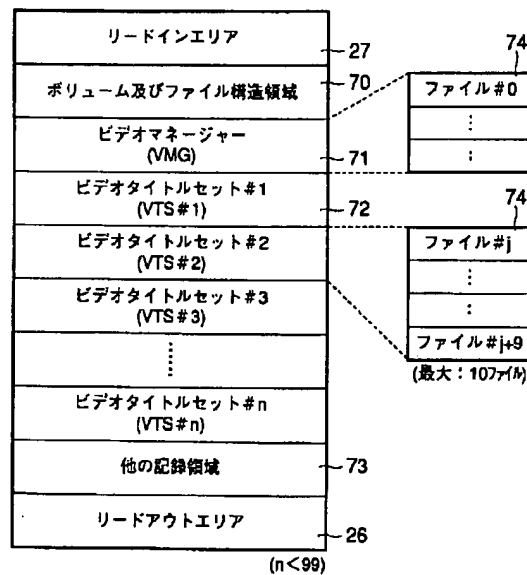 リードインエリア
27
ボリューム及びファイル構造領域
70
ビデオマネージャー
(VMG)
71
ビデオタイトルセット#1
(VTS#1)
72
ビデオタイトルセット#2
(VTS#2)
ビデオタイトルセット#3
(VTS#3)
ビデオタイトルセット#n
(VTS#n)
他の記録領域
73
リードアウトエリア
26
(n<99)
74
ファイル#0
74
ファイル#j
ファイル#j+9
(最大:10ファイル)